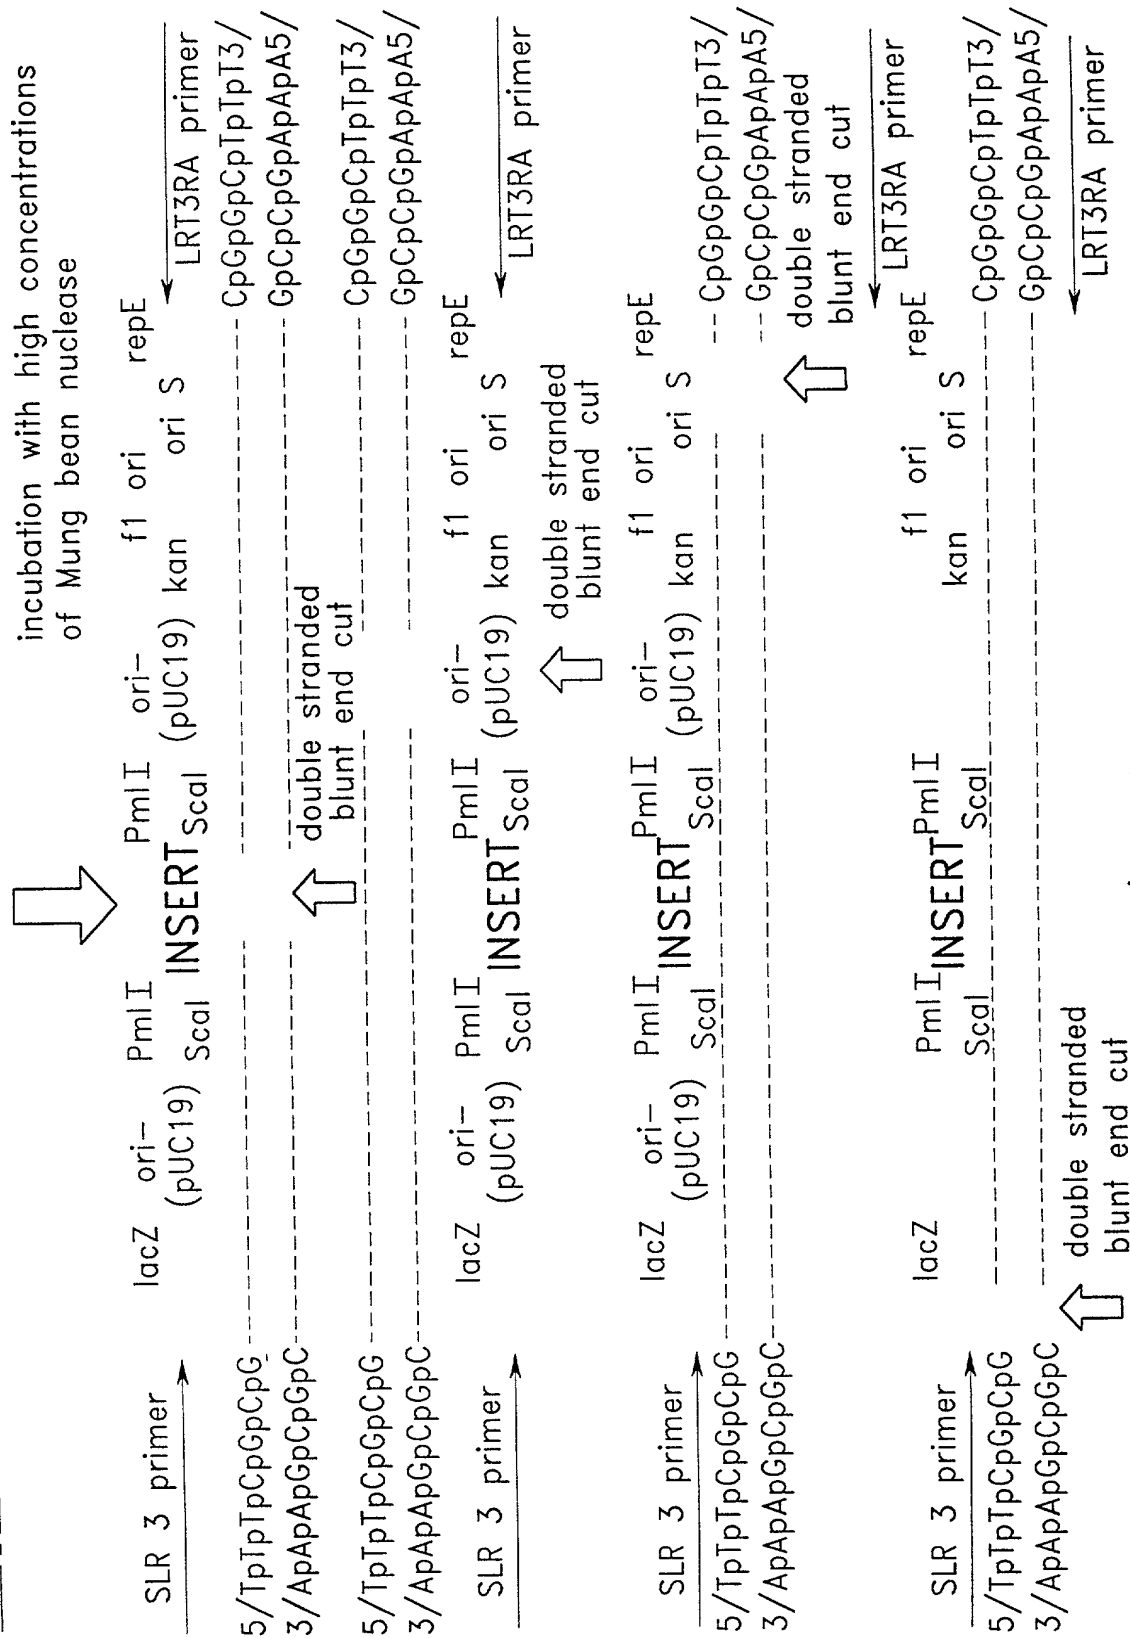 incubation with high concentrations
of Mung bean nuclease
SLR 3 primer
lacZ
ori-
(pUC19)
PmlI
ScaI
INSERT
PmlI
ScaI
ori-
(pUC19)
kan
f1 ori
ori S
repE
LRT3RA primer
5/TpTpTpCpGpCpG
CpGpGpCpTpTpT3/
3/ApApApGpCpGpC
GpCpCpGpApApA5/
double stranded
blunt end cut
5/TpTpTpCpGpCpG
CpGpGpCpTpTpT3/
3/ApApApGpCpGpC
GpCpCpGpApApA5/
SLR 3 primer
lacZ
ori-
(pUC19)
PmlI
ScaI
INSERT
PmlI
ScaI
ori-
(pUC19)
kan
f1 ori
ori S
repE
LRT3RA primer
double stranded
blunt end cut
SLR 3 primer
lacZ
ori-
(pUC19)
PmlI
ScaI
INSERT
PmlI
ScaI
ori-
(pUC19)
kan
f1 ori
ori S
repE
5/TpTpTpCpGpCpG
CpGpGpCpTpTpT3/
3/ApApApGpCpGpC
GpCpCpGpApApA5/
double stranded
blunt end cut
LRT3RA primer
SLR 3 primer
lacZ
PmlI
ScaI
INSERT
PmlI
ScaI
kan
f1 ori
ori S
repE
5/TpTpTpCpGpCpG
CpGpGpCpTpTpT3/
3/ApApApGpCpGpC
GpCpCpGpApApA5/
LRT3RA primer
double stranded
blunt end cut